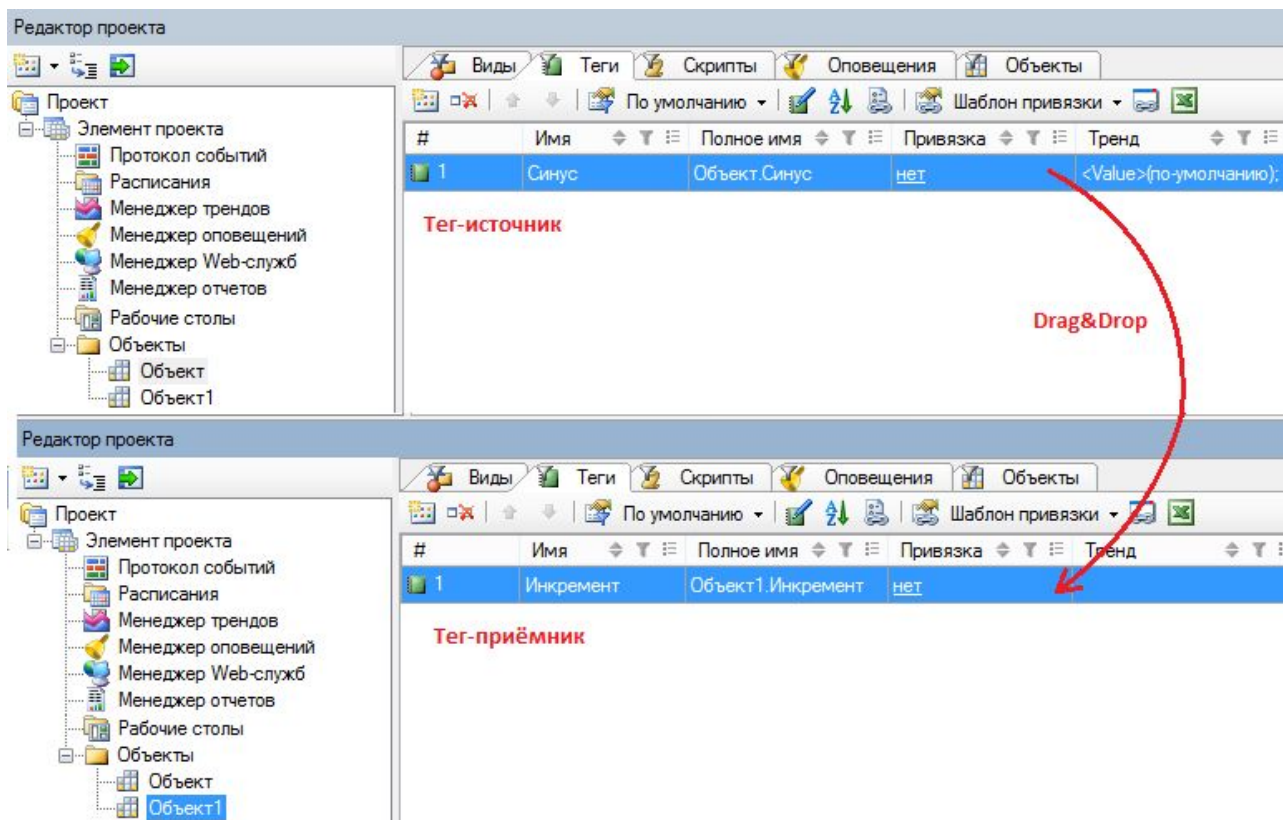 Редактор проекта
Виды Теги Скрипты Оповещения Объекты
По умолчанию Шаблон привязки
Проект
Элемент проекта
Протокол событий
Расписания
Менеджер трендов
Менеджер оповещений
Менеджер Web-служб
Менеджер отчетов
Рабочие столы
Объекты
Объект
Объект1
# Имя Полное имя Привязка Тренд
1 Синус Объект.Синус нет <Value>(по-умолчанию);
Тег-источник
Drag&Drop
Редактор проекта
Виды Теги Скрипты Оповещения Объекты
По умолчанию Шаблон привязки
Проект
Элемент проекта
Протокол событий
Расписания
Менеджер трендов
Менеджер оповещений
Менеджер Web-служб
Менеджер отчетов
Рабочие столы
Объекты
Объект
Объект1
# Имя Полное имя Привязка Тренд
1 Инкремент Объект1.Инкремент нет
Тег-приёмник